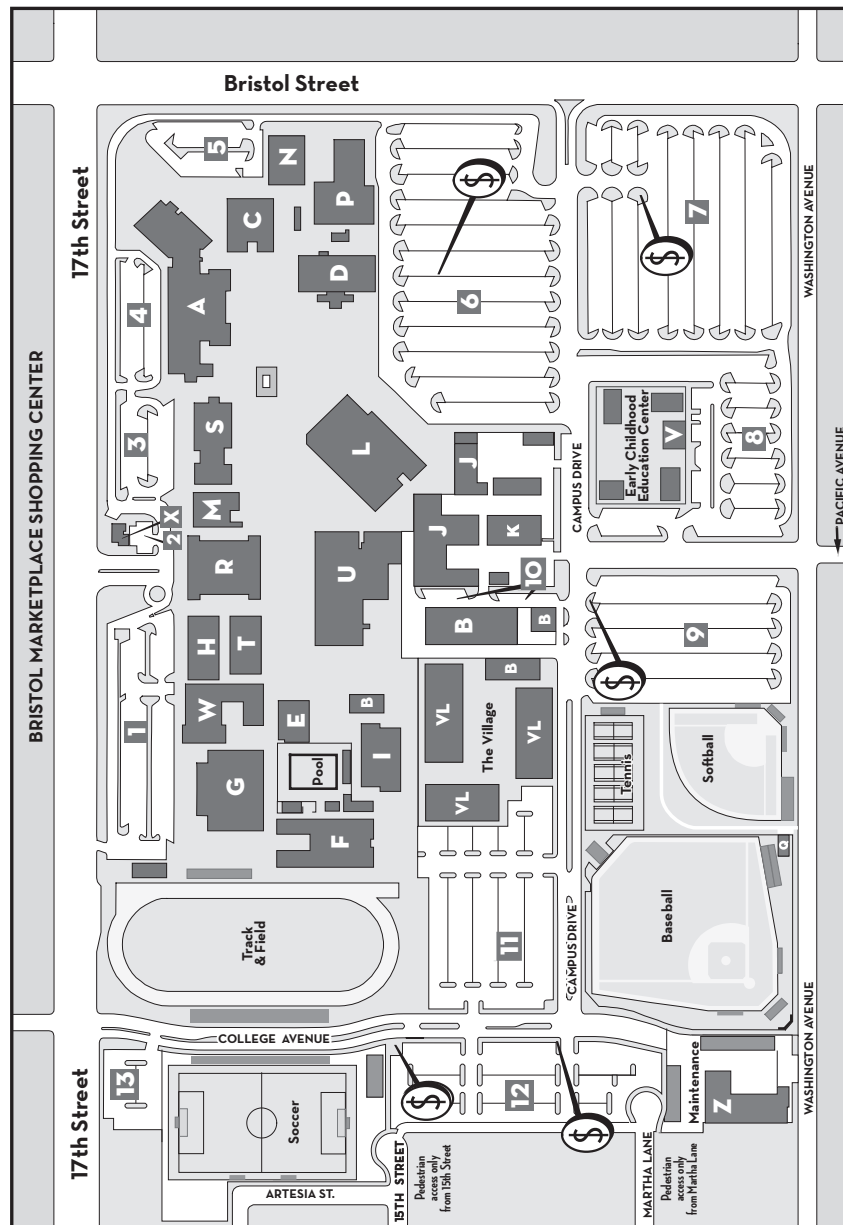 Bristol Street
17th Street
WASHINGTON AVENUE
5
N
C
P
$
7
$
D
A
4
6
BRISTOL MARKETPLACE SHOPPING CENTER
3
S
L
J
Early Childhood
Education Center
V
8
PACIFIC AVENUE
CAMPUS DRIVE
X
2
M
J
K
R
U
10
H
T
B
B
9
W
B
$
1
E
B
VL
The Village
VL
G
Pool
I
VL
Tennis
Softball
F
Q
Track
& Field
11
CAMPUS DRIVE
Baseball
COLLEGE AVENUE
WASHINGTON AVENUE
17th Street
13
Soccer
$
12
$
Maintenance
Z
ARTESIA ST.
15TH STREET
Pedestrian
access only
from 15th Street
MARTHA LANE
Pedestrian
access only
from Martha Lane